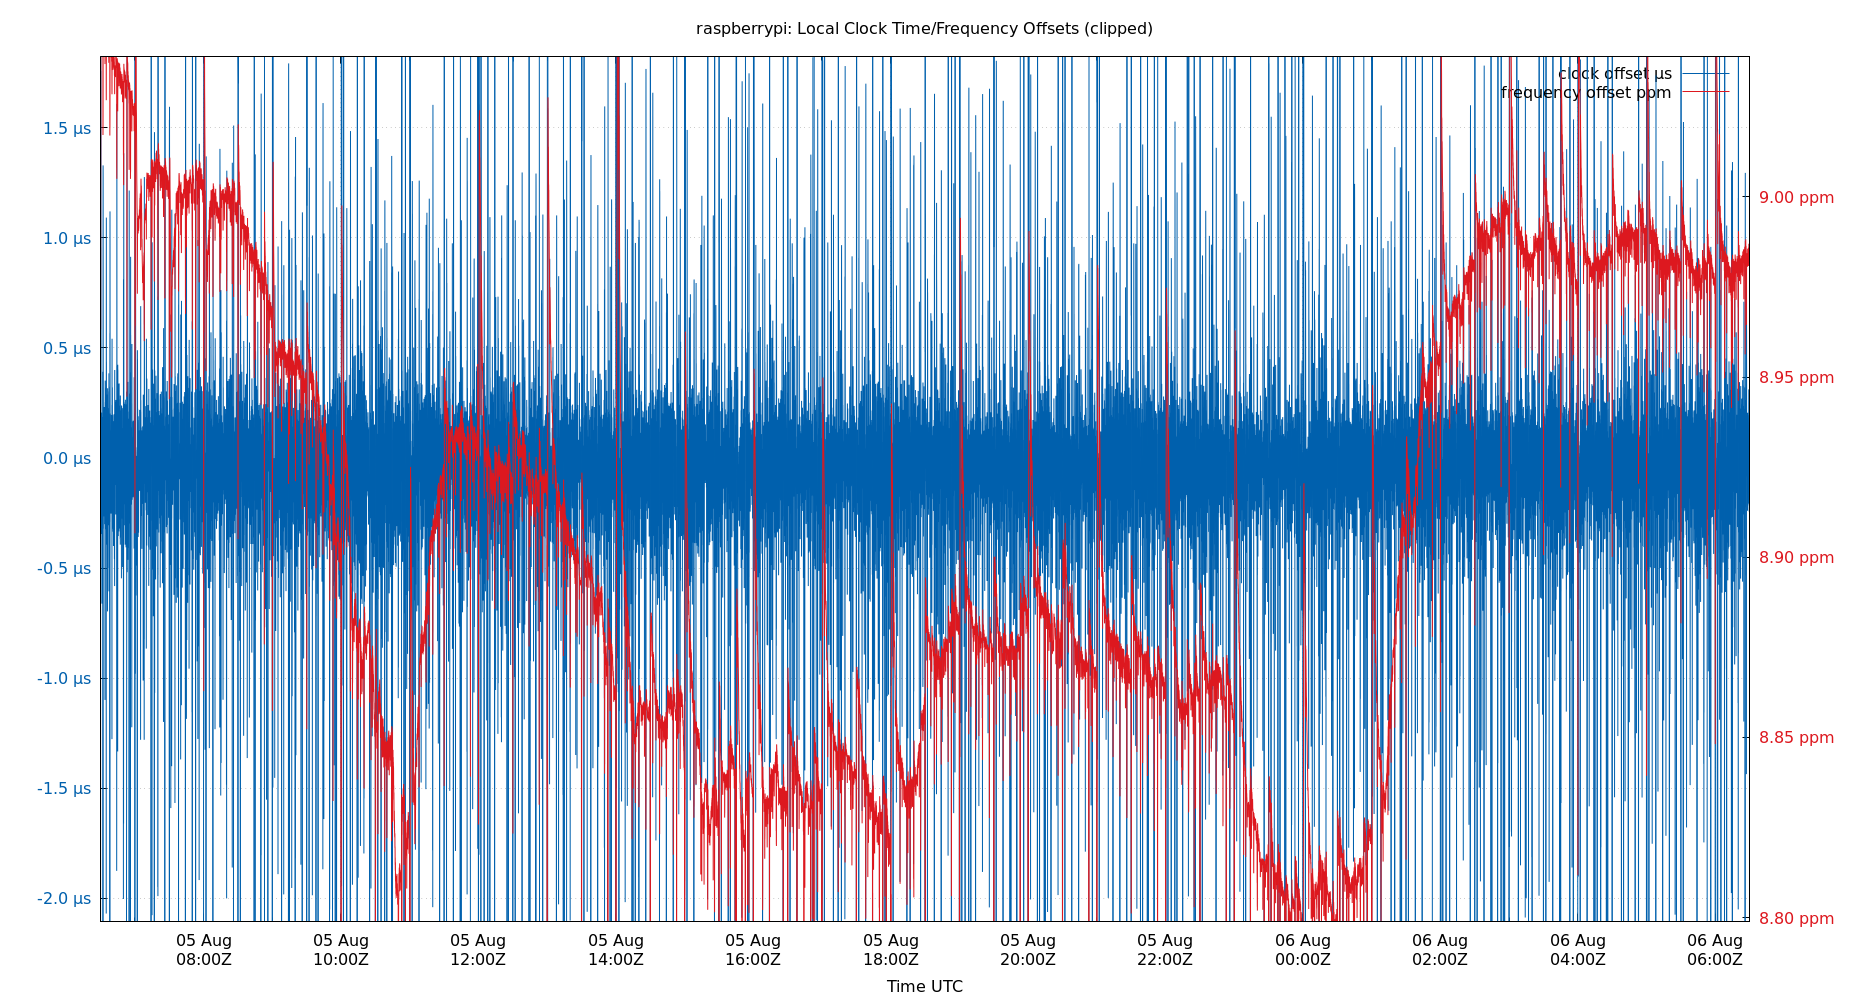 raspberrypi: Local Clock Time/Frequency Offsets (clipped)
clock offset µs
frequency offset ppm
1.5 µs
1.0 µs
0.5 µs
0.0 µs
-0.5 µs
-1.0 µs
-1.5 µs
-2.0 µs
9.00 ppm
8.95 ppm
8.90 ppm
8.85 ppm
8.80 ppm
05 Aug 05 Aug 05 Aug 05 Aug 05 Aug 05 Aug 05 Aug 05 Aug 06 Aug 06 Aug 06 Aug 06 Aug
08:00Z 10:00Z 12:00Z 14:00Z 16:00Z 18:00Z 20:00Z 22:00Z 00:00Z 02:00Z 04:00Z 06:00Z
Time UTC